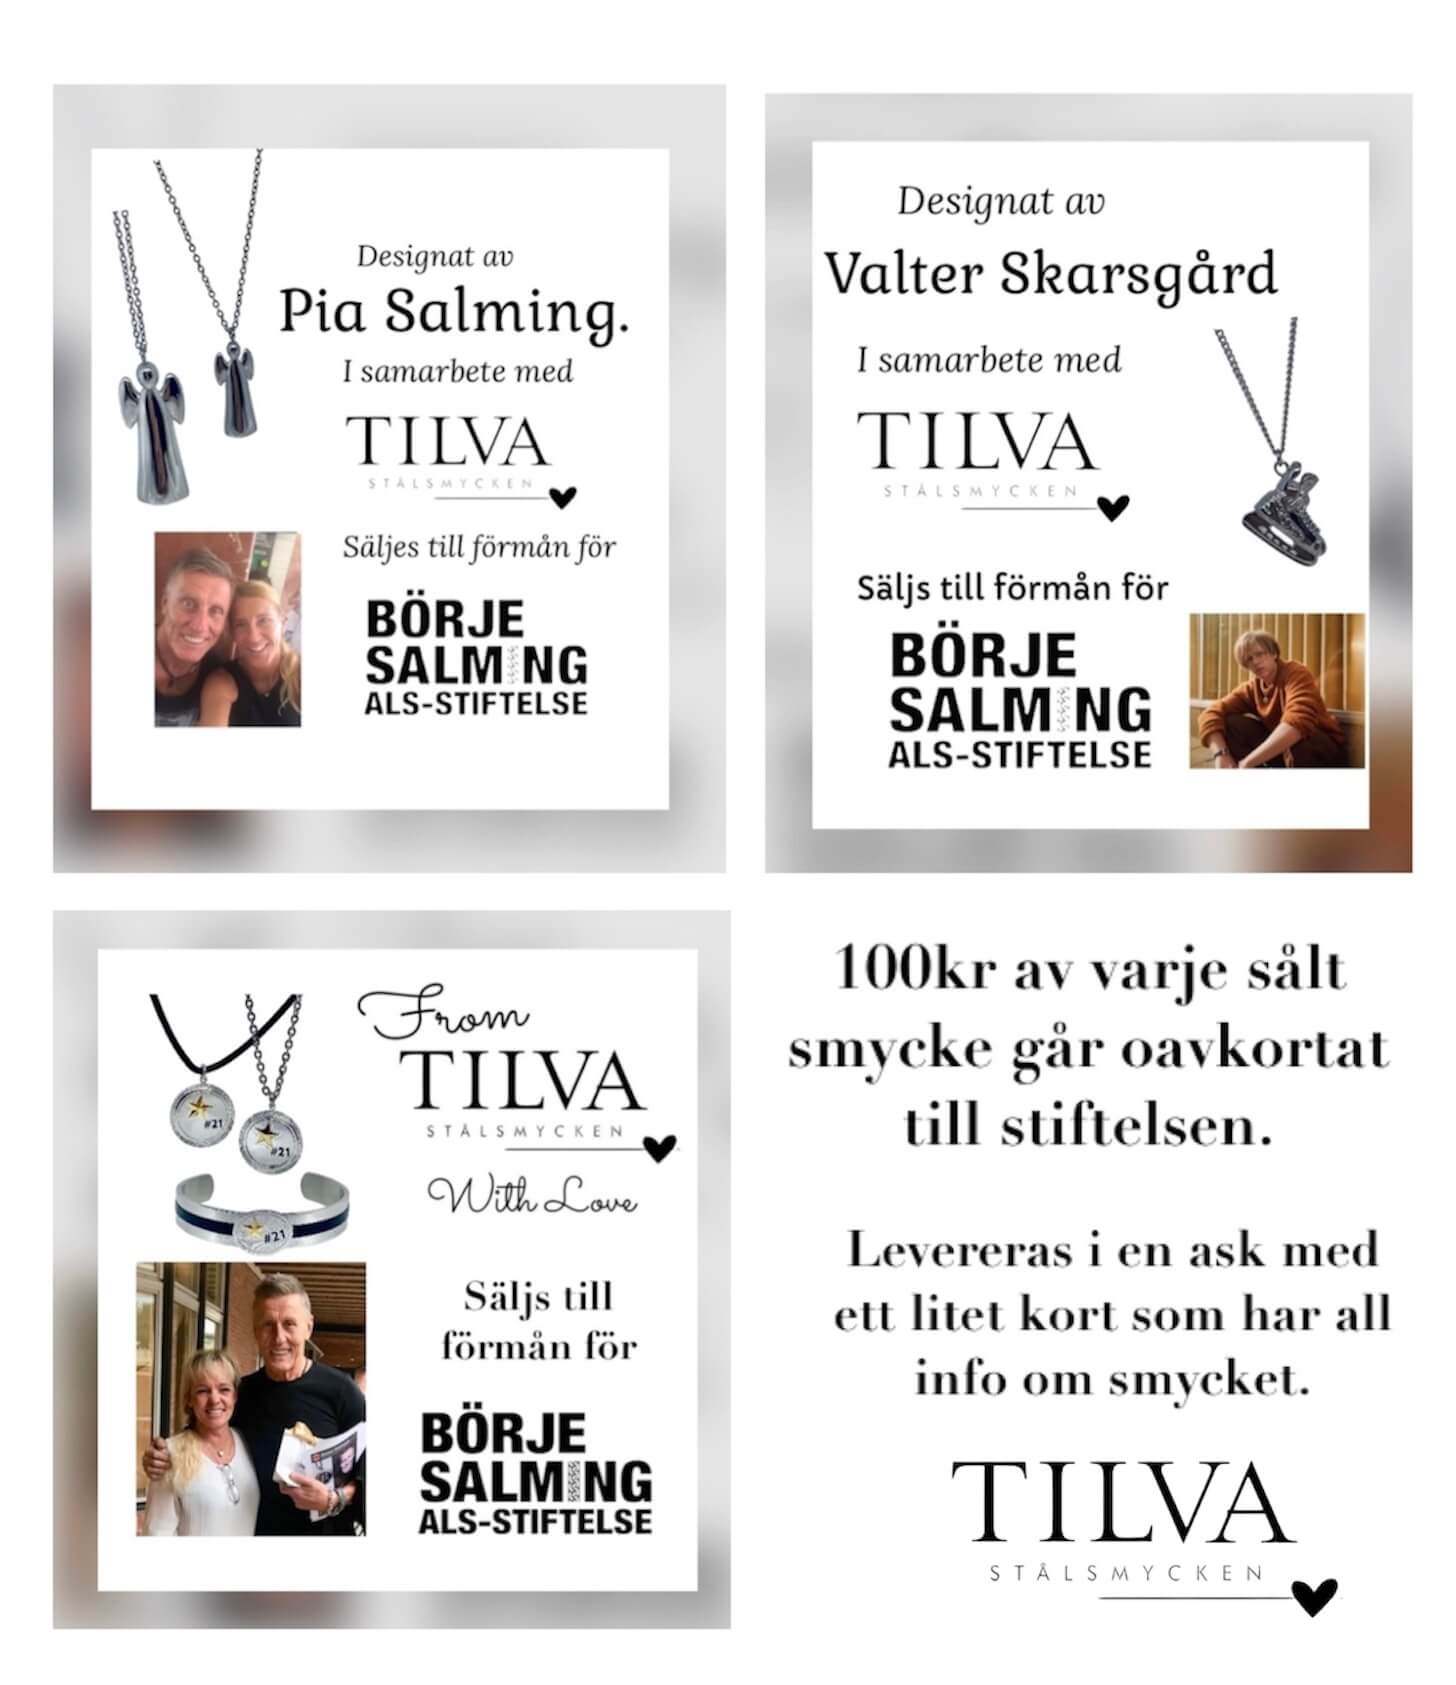 Designat av
Pia Salming.
I samarbete med
TILVA
STÅLSMYCKEN
Säljes till förmån för
BÖRJE
SALMING
ALS-STIFTELSE
Designat av
Valter Skarsgård
I samarbete med
TILVA
STÅLSMYCKEN
Säljs till förmån för
BÖRJE
SALMING
ALS-STIFTELSE
From
TILVA
STÅLSMYCKEN
With Love
#21
#21
#21
Säljs till
förmån för
BÖRJE
SALMING
ALS-STIFTELSE
100kr av varje sålt
smycke går oavkortat
till stiftelsen.
Levereras i en ask med
ett litet kort som har all
info om smycket.
TILVA
STÅLSMYCKEN